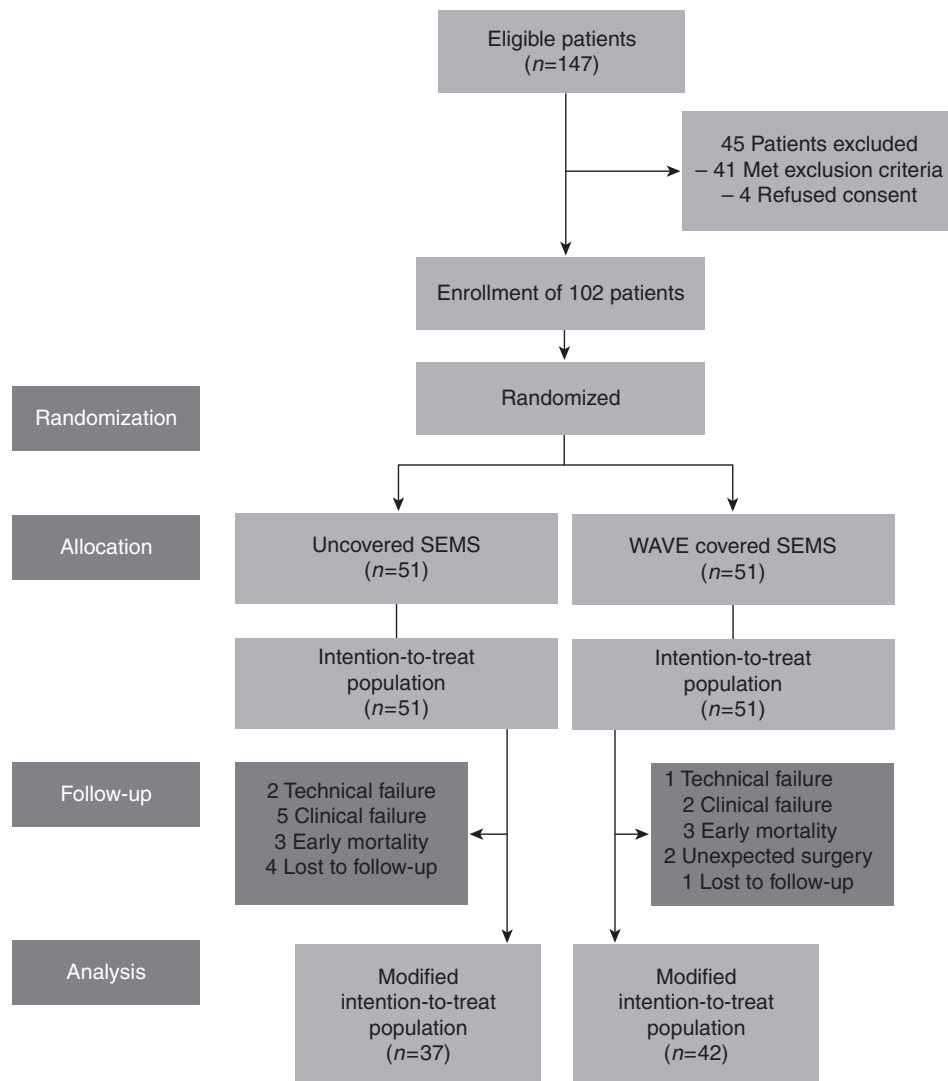 Eligible patients
(n=147)
45 Patients excluded
– 41 Met exclusion criteria
– 4 Refused consent
Enrollment of 102 patients
Randomization
Randomized
Allocation
Uncovered SEMS
(n=51)
WAVE covered SEMS
(n=51)
Intention-to-treat
population
(n=51)
Intention-to-treat
population
(n=51)
Follow-up
2 Technical failure
5 Clinical failure
3 Early mortality
4 Lost to follow-up
1 Technical failure
2 Clinical failure
3 Early mortality
2 Unexpected surgery
1 Lost to follow-up
Analysis
Modified
intention-to-treat
population
(n=37)
Modified
intention-to-treat
population
(n=42)